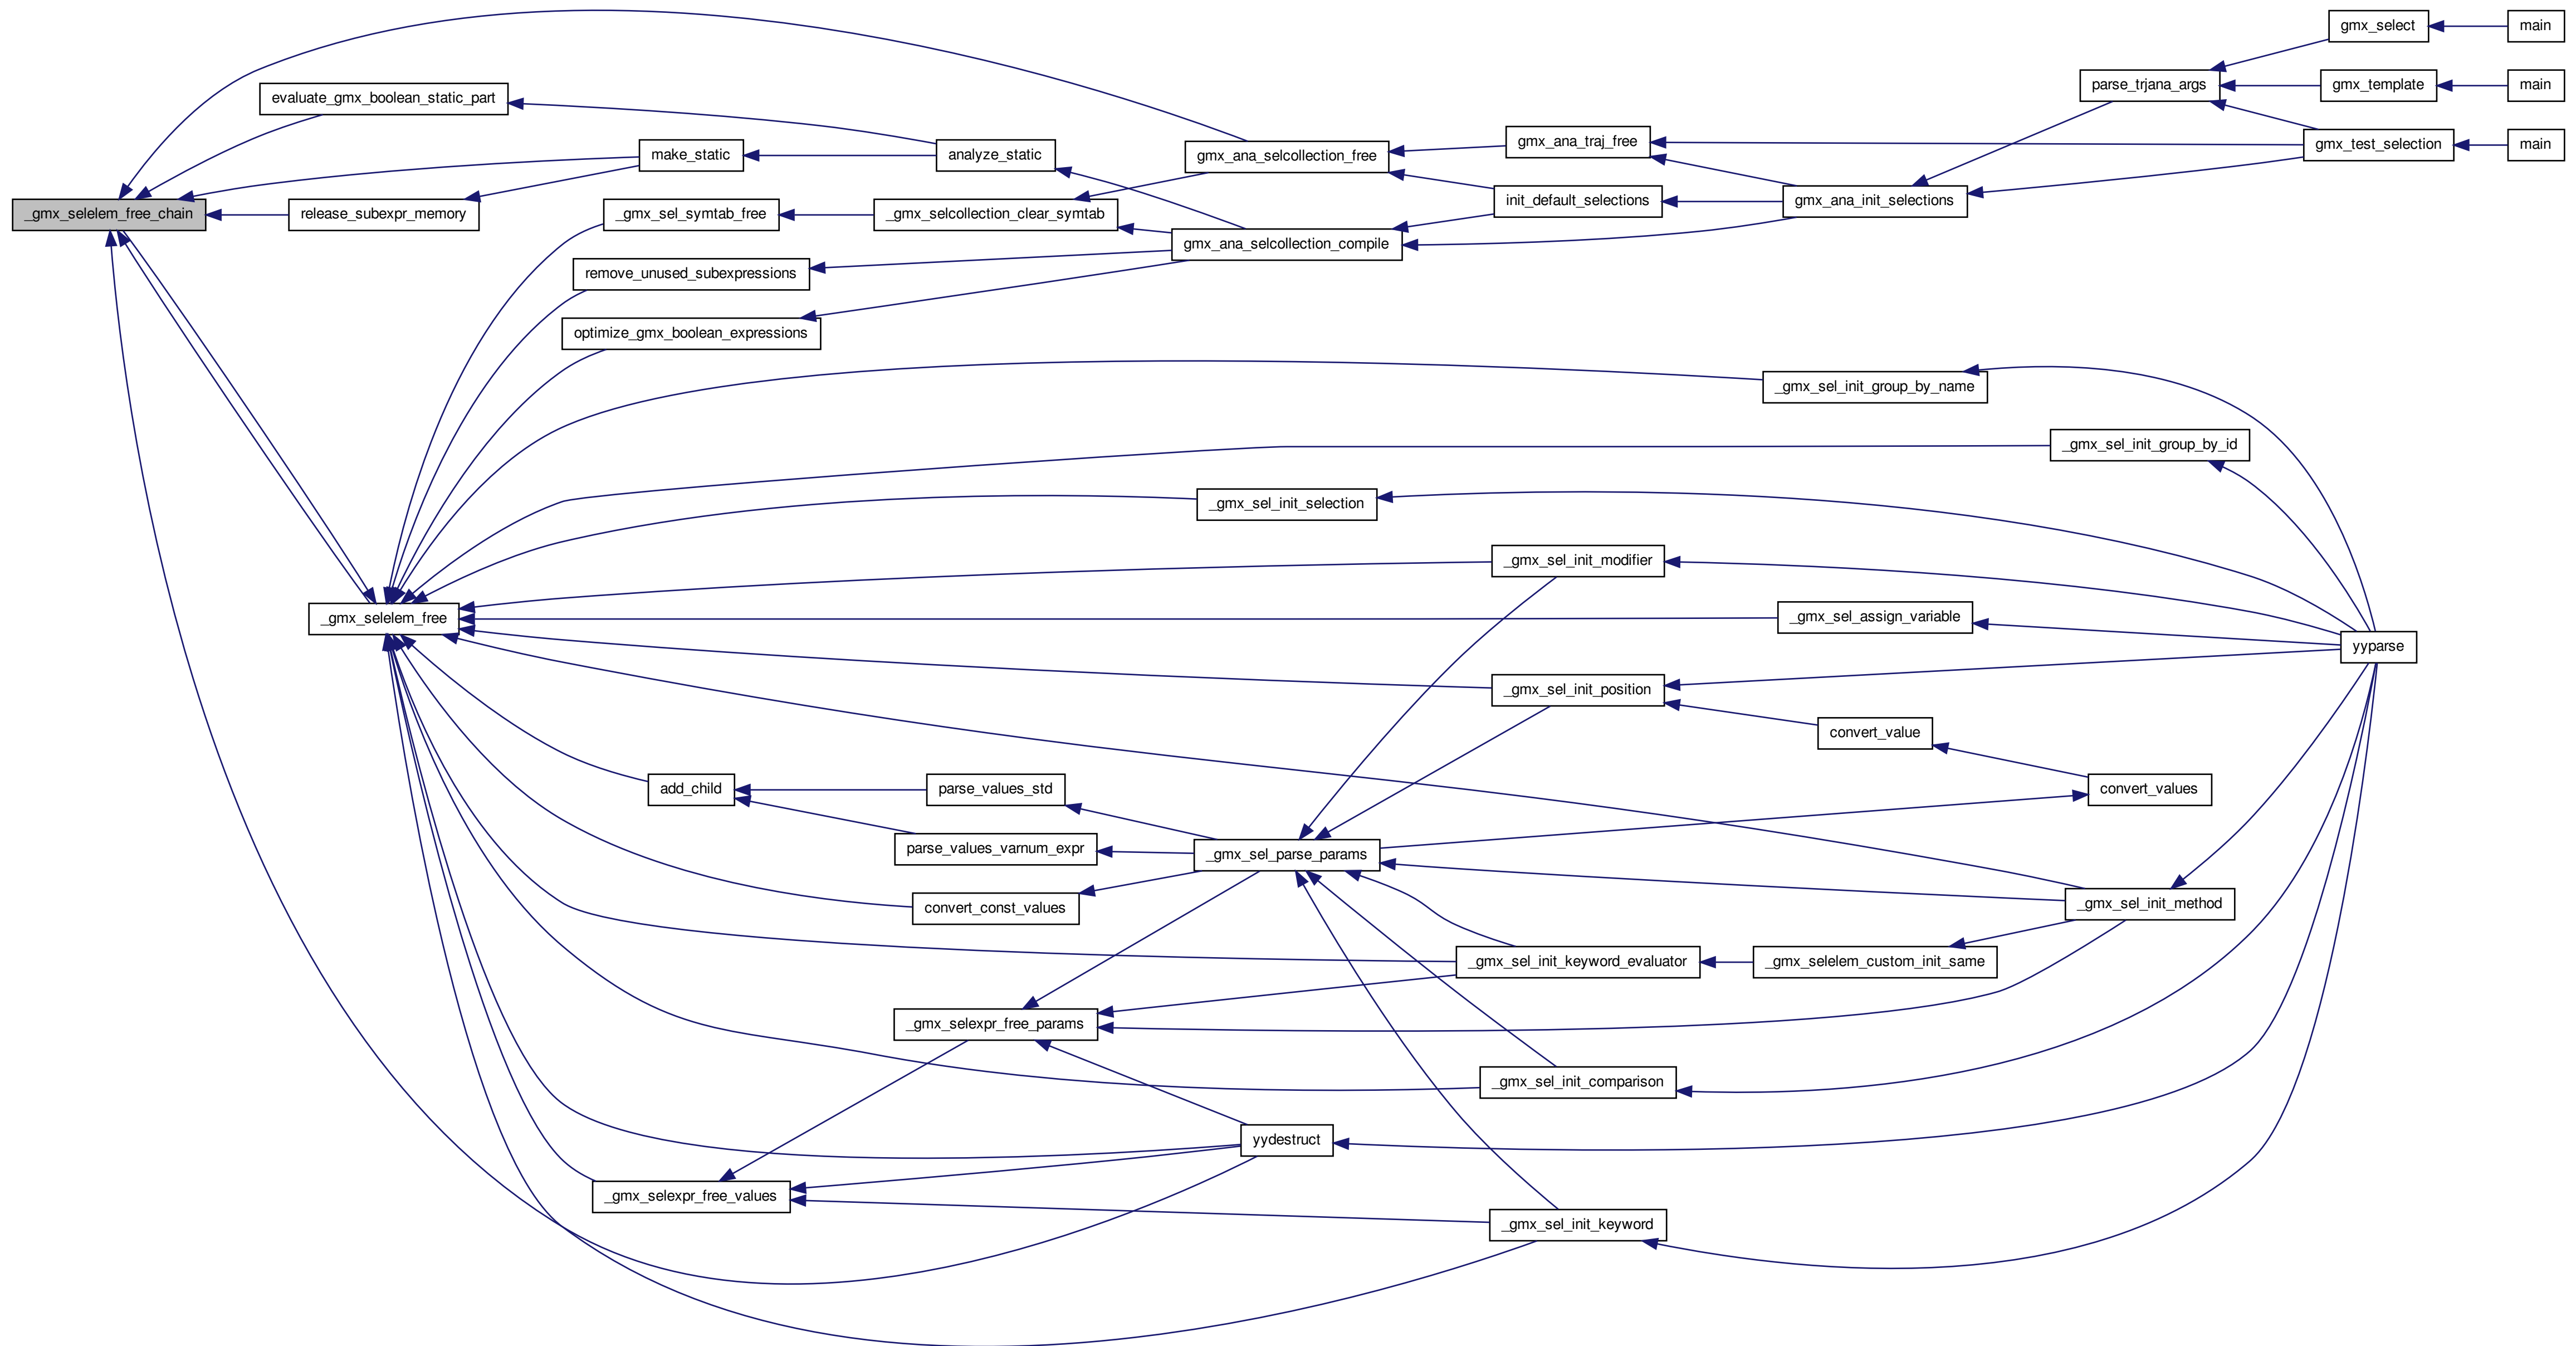 gmx_select
main
parse_trjana_args
gmx_template
main
evaluate_gmx_boolean_static_part
gmx_ana_traj_free
gmx_test_selection
main
make_static
analyze_static
gmx_ana_selcollection_free
init_default_selections
gmx_ana_init_selections
_gmx_selelem_free_chain
release_subexpr_memory
_gmx_sel_symtab_free
_gmx_selcollection_clear_symtab
gmx_ana_selcollection_compile
remove_unused_subexpressions
optimize_gmx_boolean_expressions
_gmx_sel_init_group_by_name
_gmx_sel_init_group_by_id
_gmx_sel_init_selection
_gmx_sel_init_modifier
_gmx_selelem_free
_gmx_sel_assign_variable
yyparse
_gmx_sel_init_position
convert_value
add_child
parse_values_std
convert_values
parse_values_varnum_expr
_gmx_sel_parse_params
convert_const_values
_gmx_sel_init_method
_gmx_sel_init_keyword_evaluator
_gmx_selelem_custom_init_same
_gmx_selexpr_free_params
_gmx_sel_init_comparison
yydestruct
_gmx_selexpr_free_values
_gmx_sel_init_keyword